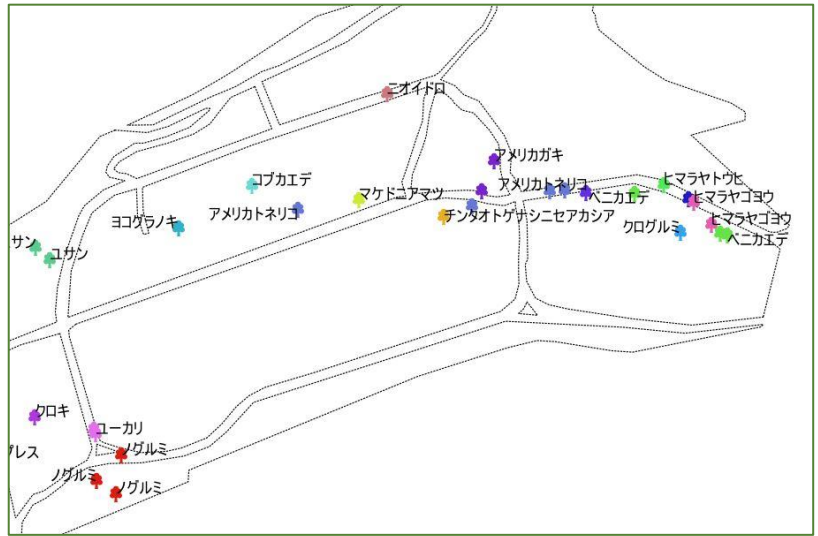 ニオイドロ
アメリカガキ
コブカエデ
マケドニアマツ
アメリカトネリコ
ベニカエデ
ヒマラヤトウヒ
ヒマラヤゴヨウ
ヨコグラノキ
アメリカトネリコ
チンタオトゲナシニセアカシア
クログルミ
ヒマラヤゴヨウ
ベニカエデ
サン
ユサン
クロキ
ユーカリ
プレス
ノグルミ
ノグルミ
ノグルミ